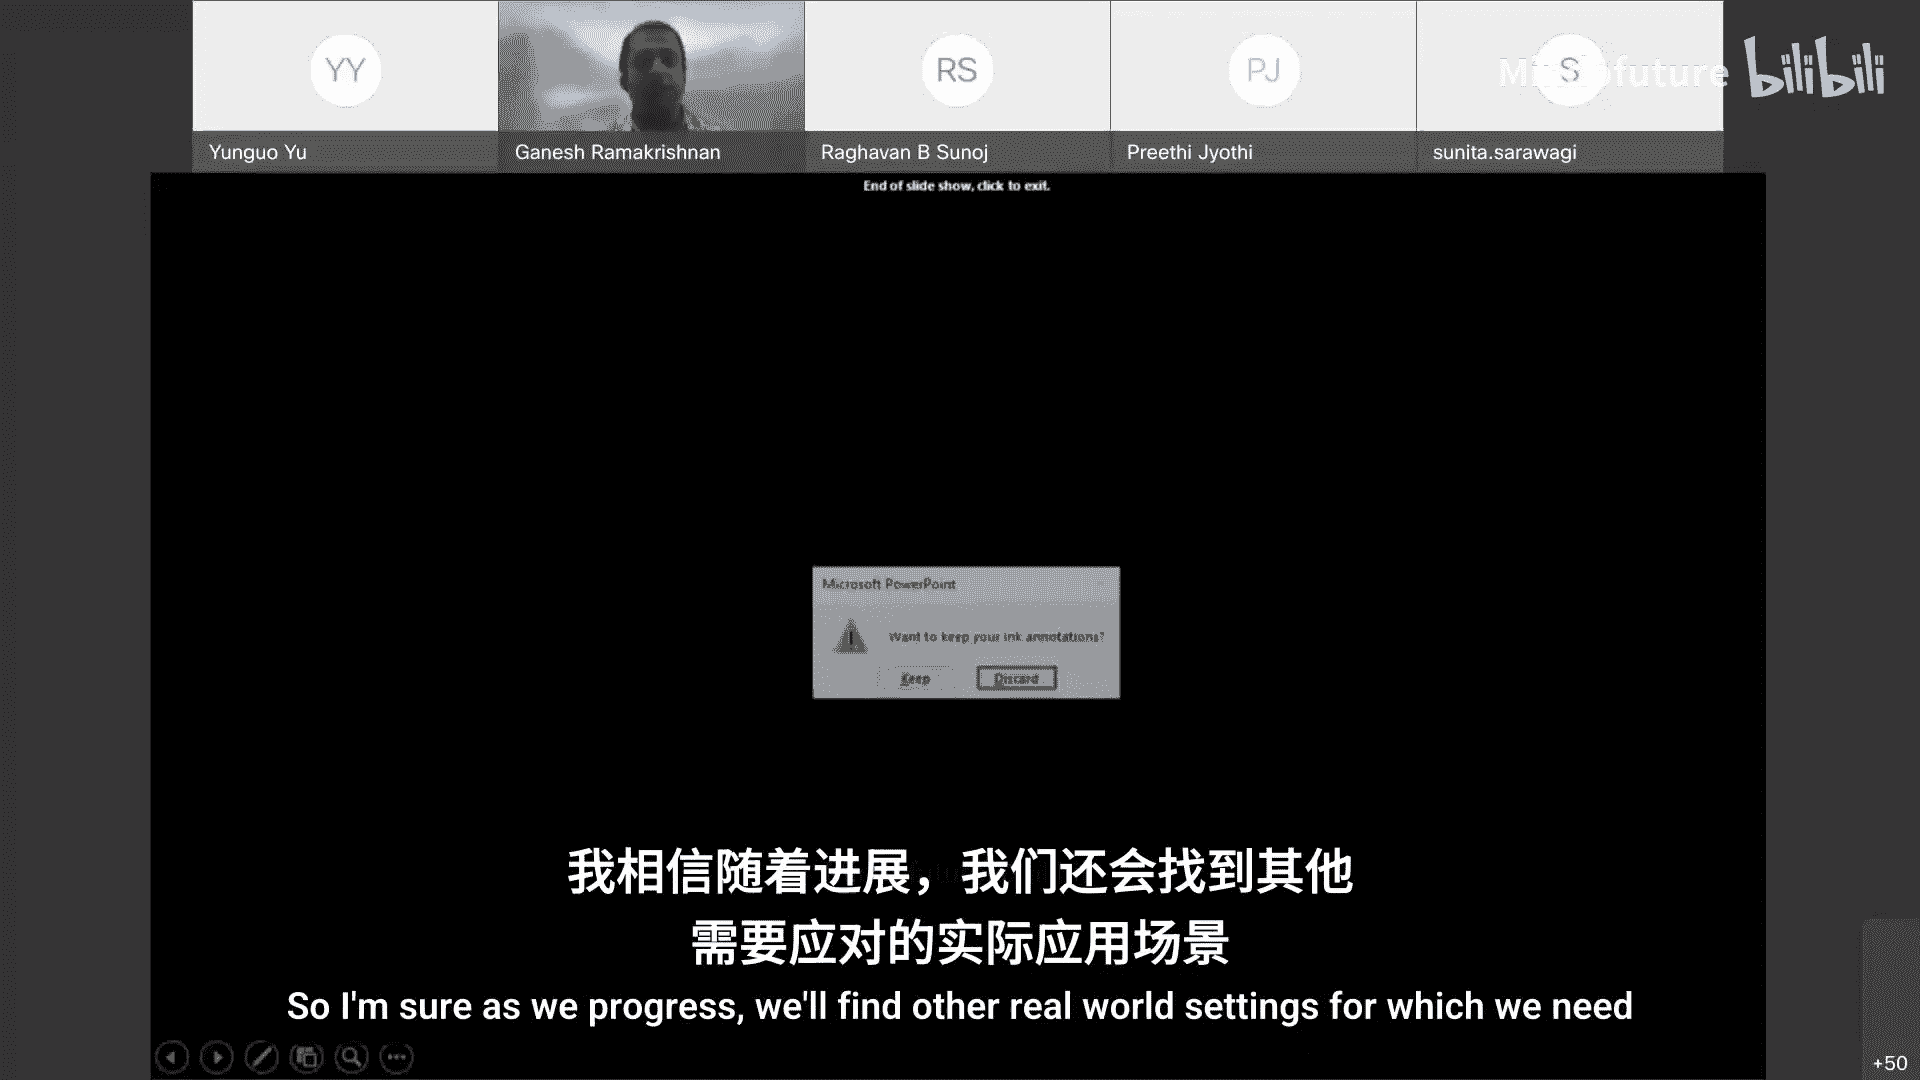 YY
RS
PJ
S
bilibili
Yunguo Yu
Ganesh Ramakrishnan
Raghavan B Sunoj
Preethi Jyothi
sunita.sarawagi
End of slide show, click to exit.
Microsoft PowerPoint
Want to keep your ink annotations?
Keep
Discard
我相信随着进展，我们还会找到其他
需要应对的实际应用场景
So I'm sure as we progress, we'll find other real world settings for which we need
+50